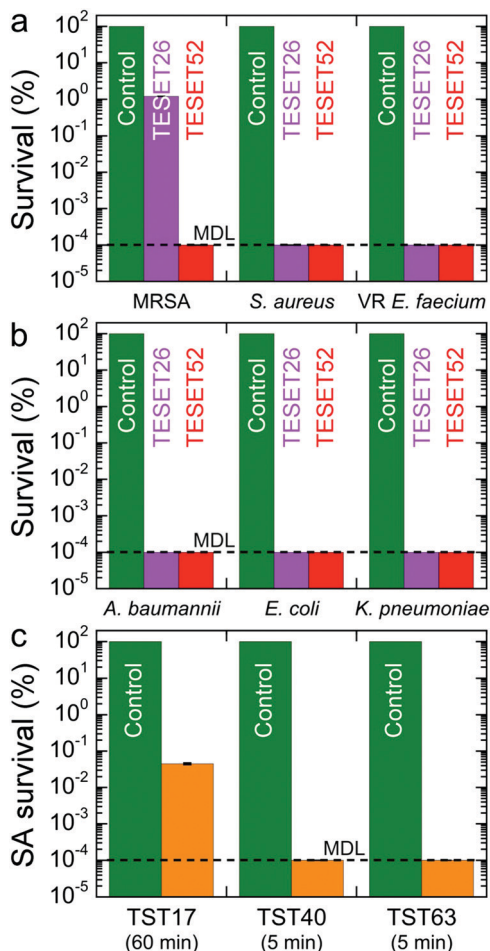 a
Survival (%)
10²
10¹
10⁰
10⁻¹
10⁻²
10⁻³
10⁻⁴
10⁻⁵
Control
TESET26
TESET52
Control
TESET26
TESET52
Control
TESET26
TESET52
MDL
MRSA S. aureus VR E. faecium
b
Survival (%)
10²
10¹
10⁰
10⁻¹
10⁻²
10⁻³
10⁻⁴
10⁻⁵
Control
TESET26
TESET52
Control
TESET26
TESET52
Control
TESET26
TESET52
MDL
A. baumannii E. coli K. pneumoniae
c
SA survival (%)
10²
10¹
10⁰
10⁻¹
10⁻²
10⁻³
10⁻⁴
10⁻⁵
Control
Control
Control
MDL
TST17 TST40 TST63
(60 min) (5 min) (5 min)